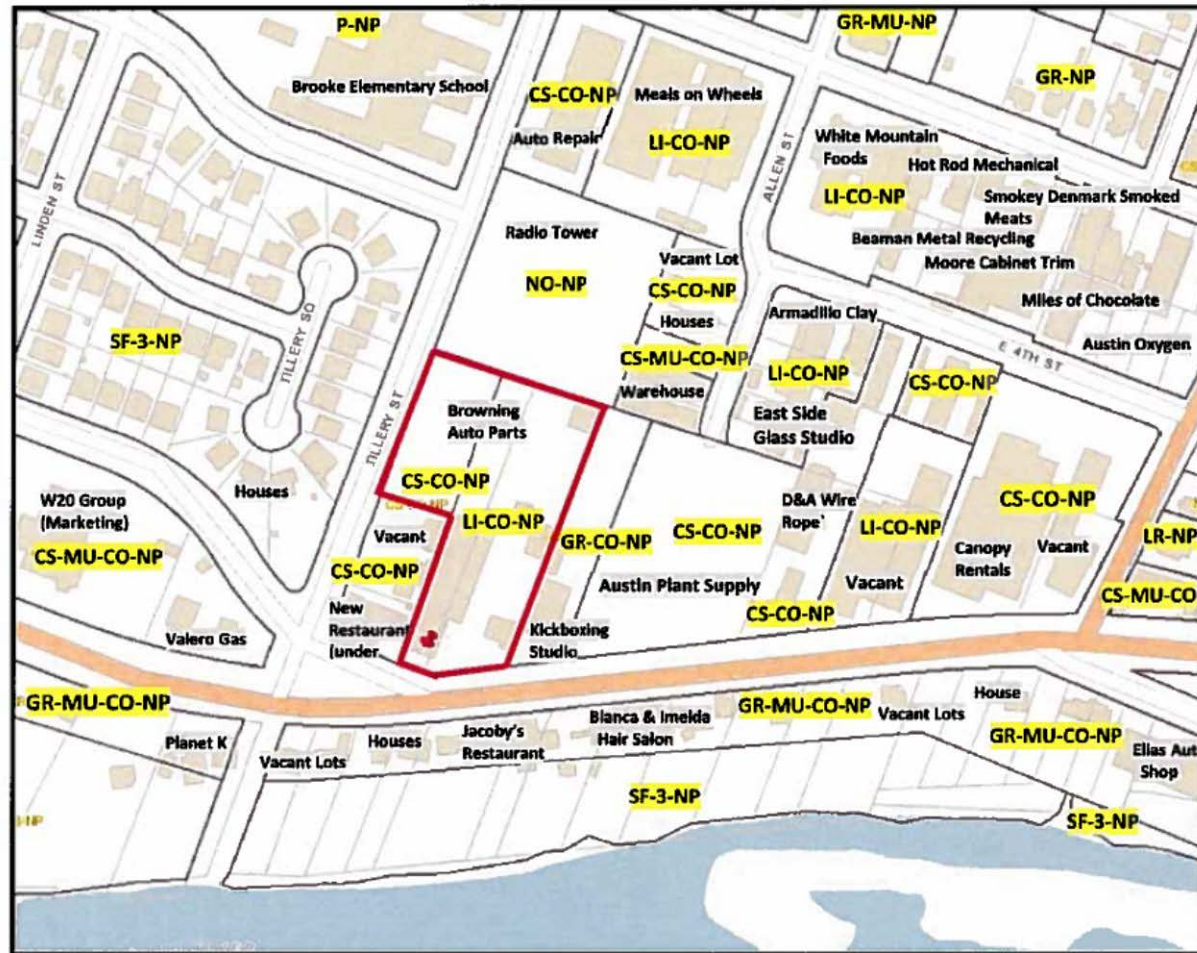 P-NP
GR-MU-NP
Brooke Elementary School
CS-CO-NP
Meals on Wheels
GR-NP
Auto Repair
LI-CO-NP
White Mountain
Foods
Hot Rod Mechanical
LI-CO-NP
Smokey Denmark Smoked
Meats
LINDEN ST
ALLEN ST
Radio Tower
Beaman Metal Recycling
Moore Cabinet Trim
Vacant Lot
NO-NP
CS-CO-NP
Miles of Chocolate
Houses
Armadillo Clay
SF-3-NP
TILLERY SQ
CS-MU-CO-NP
E 4TH ST
Austin Oxygen
LI-CO-NP
CS-CO-NP
Warehouse
TILLERY ST
Browning
Auto Parts
East Side
Glass Studio
CS-CO-NP
Houses
W20 Group
(Marketing)
LI-CO-NP
D&A Wire
Rope'
CS-CO-NP
CS-MU-CO-NP
Vacant
GR-CO-NP
CS-CO-NP
LI-CO-NP
LR-NP
CS-CO-NP
Canopy
Rentals
Vacant
Austin Plant Supply
Vacant
CS-MU-CO
New
Restaurant
(under
CS-CO-NP
Valero Gas
Kickboxing
Studio
GR-MU-CO-NP
House
GR-MU-CO-NP
Vacant Lots
Blanca & Imelda
Hair Salon
Jacoby's
Restaurant
Houses
GR-MU-CO-NP
Planet K
Vacant Lots
Elias Aut
Shop
SF-3-NP
SF-3-NP
-NP